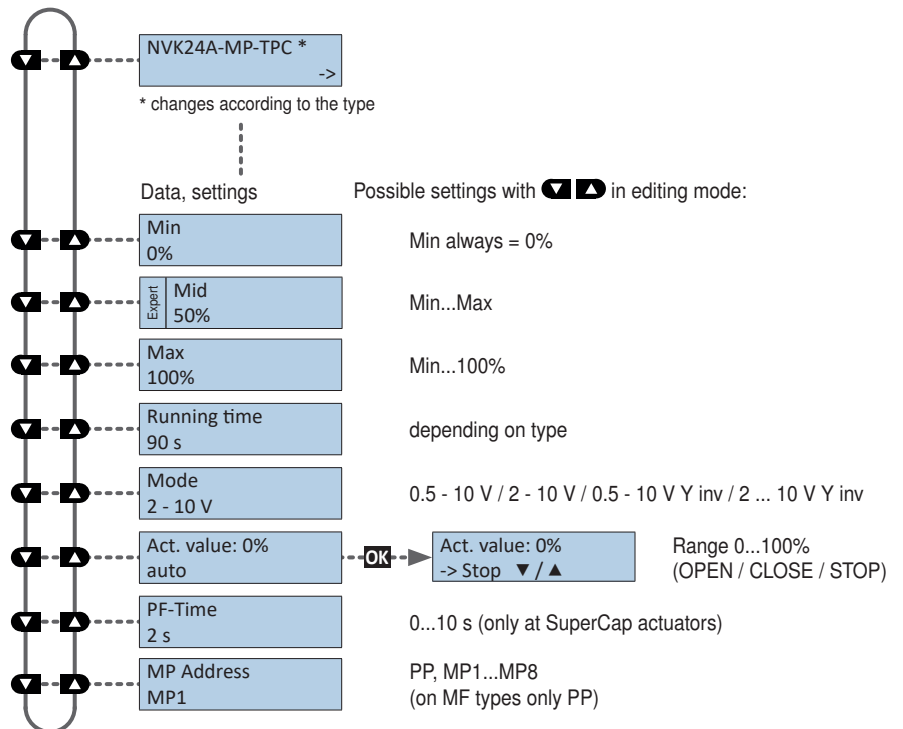 NVK24A-MP-TPC *
->
* changes according to the type
Data, settings
Possible settings with ▼ ▲ in editing mode:
Min
0%
Min always = 0%
Expert
Mid
50%
Min...Max
Max
100%
Min...100%
Running time
90 s
depending on type
Mode
2 - 10 V
0.5 - 10 V / 2 - 10 V / 0.5 - 10 V Y inv / 2 ... 10 V Y inv
Act. value: 0%
auto
OK
Act. value: 0%
-> Stop ▼ / ▲
Range 0...100%
(OPEN / CLOSE / STOP)
PF-Time
2 s
0...10 s (only at SuperCap actuators)
MP Address
MP1
PP, MP1...MP8
(on MF types only PP)